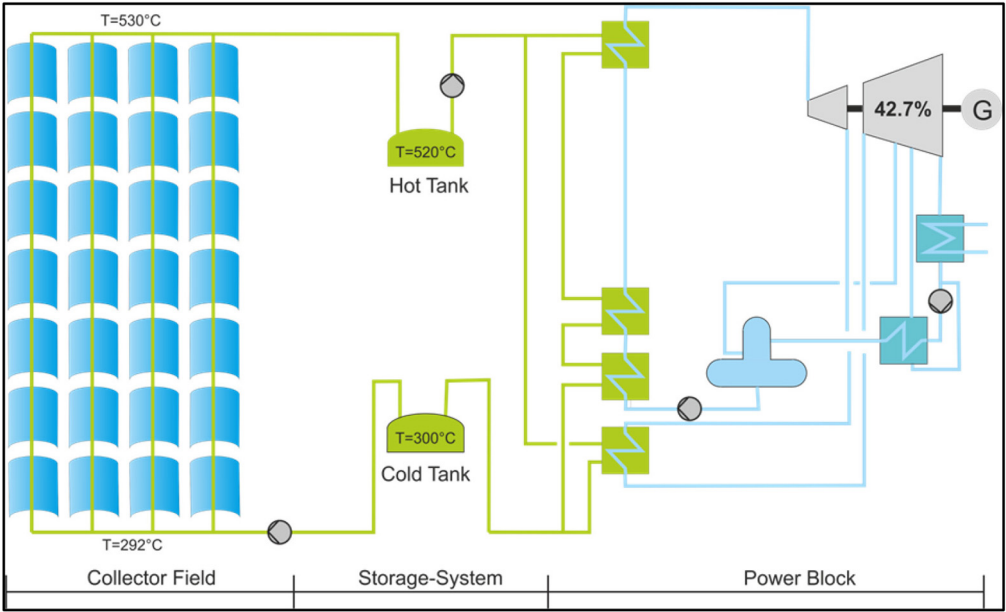 T=530°C
42.7%
G
T=520°C
Hot Tank
T=300°C
Cold Tank
T=292°C
Collector Field
Storage-System
Power Block